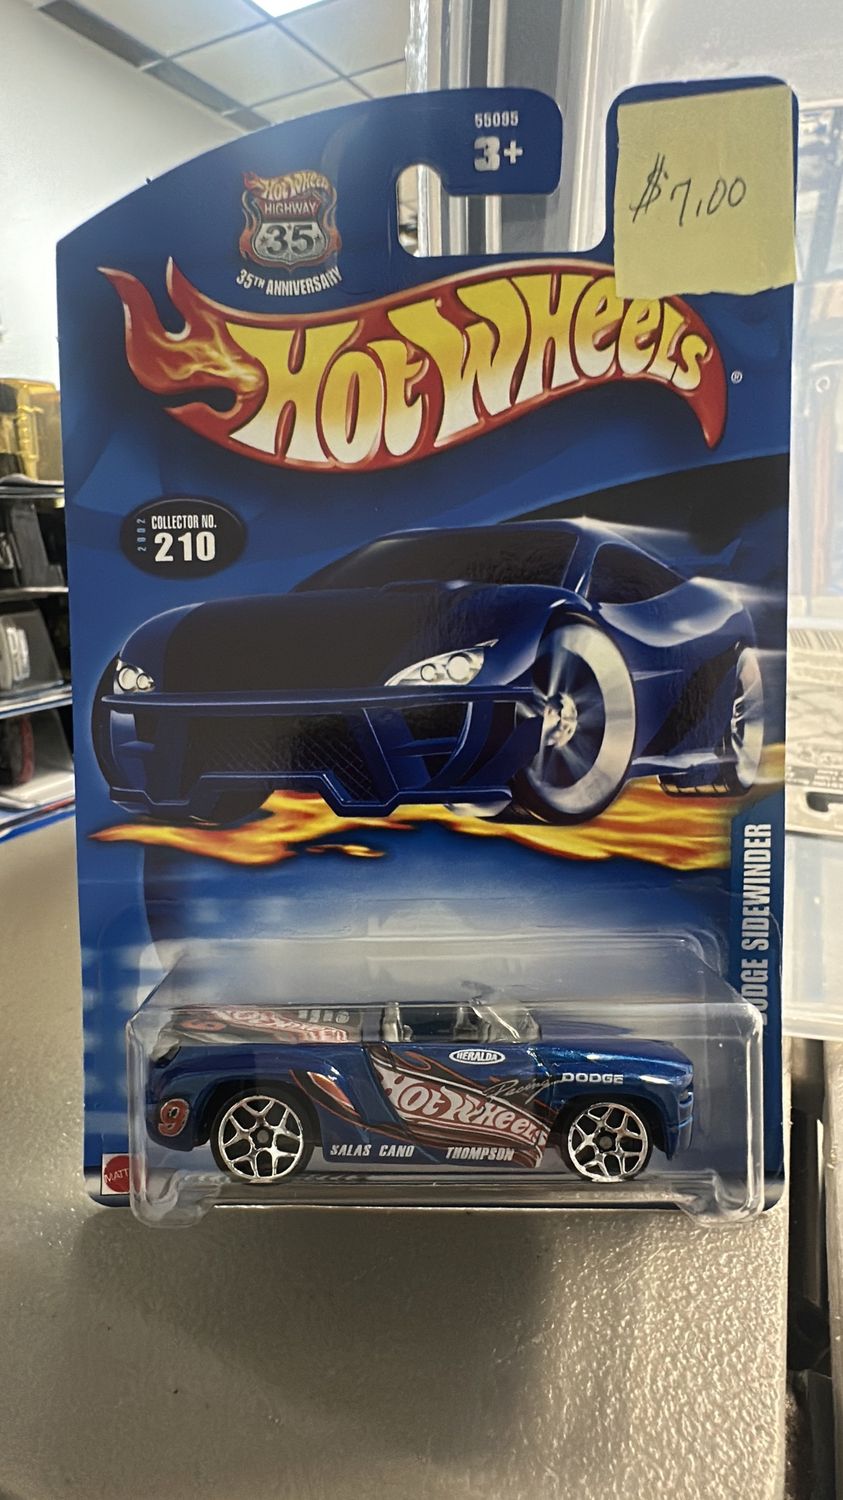 55095
3+
$7.00
HOT WHEELS
HIGHWAY
35
35TH ANNIVERSARY
HOT WHEELS
®
2002
COLLECTOR NO.
210
DODGE SIDEWINDER
HERALDA
Racing
DODGE
HOT WHEELS
9
SALAS CANO THOMPSON
MATT